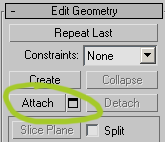 - Edit Geometry
Repeat Last
Constraints: None
Create Collapse
Attach Detach
Slice Plane Split